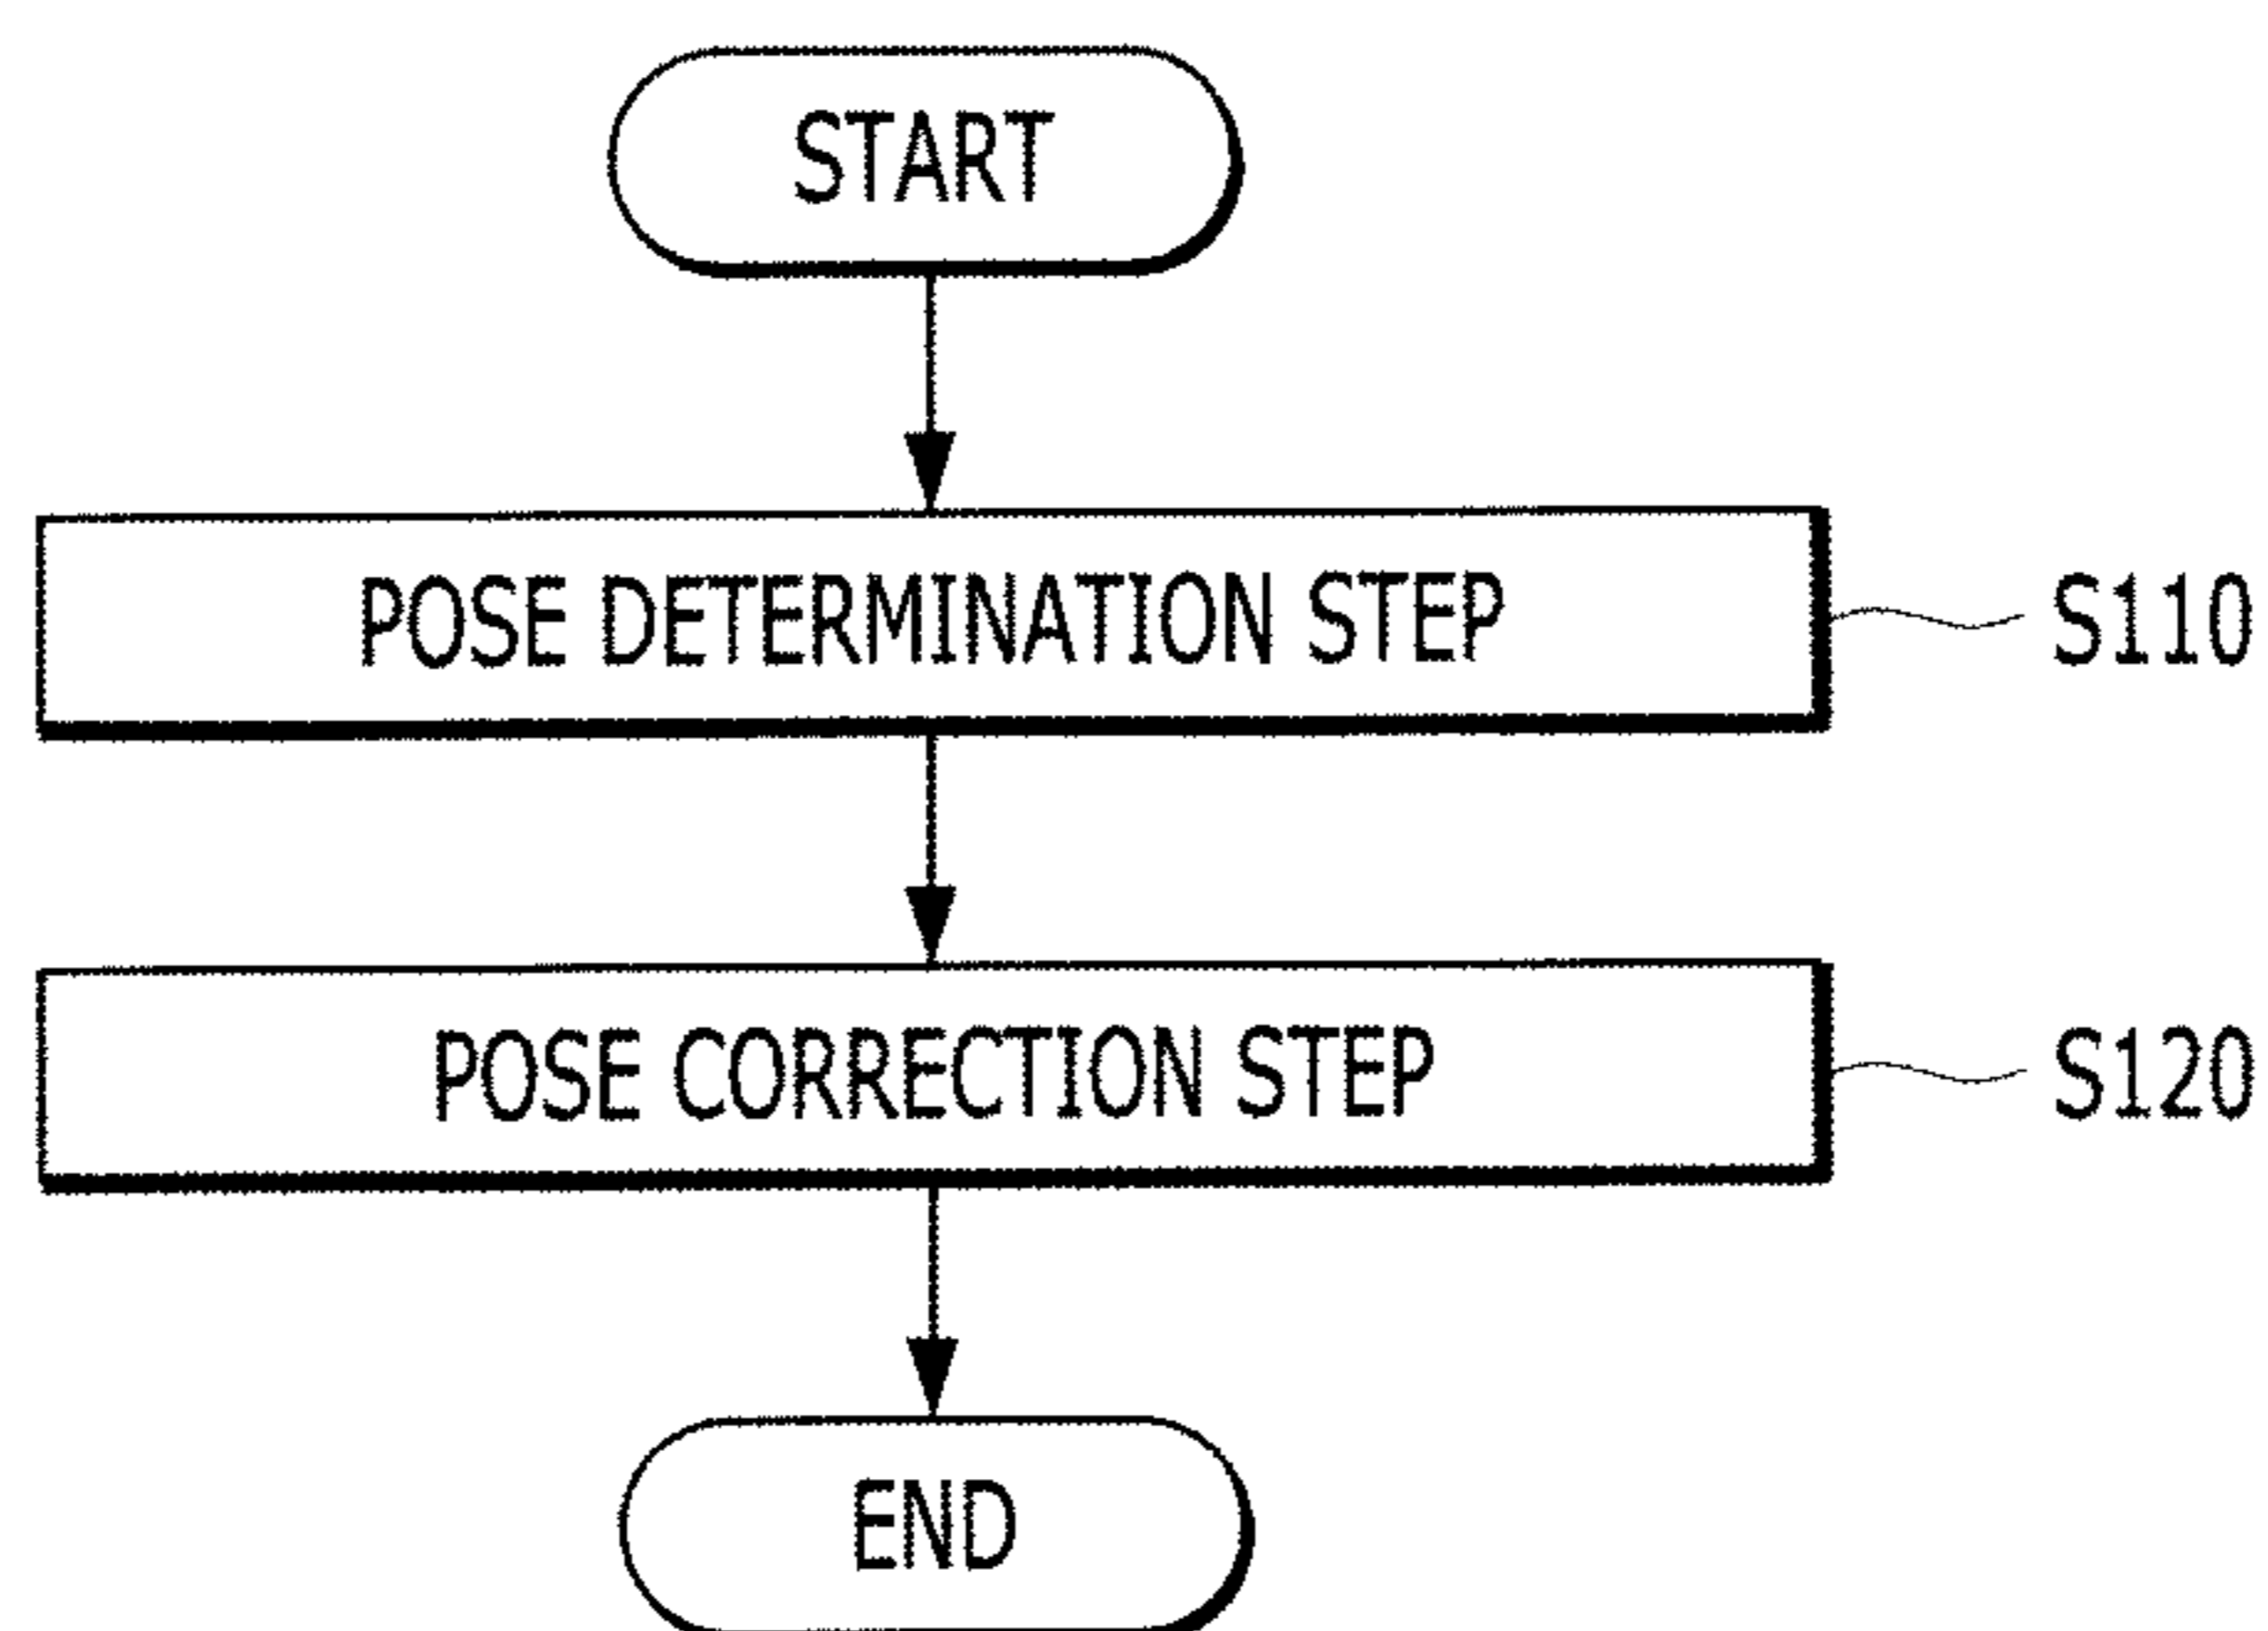 START
POSE DETERMINATION STEP S110
POSE CORRECTION STEP S120
END